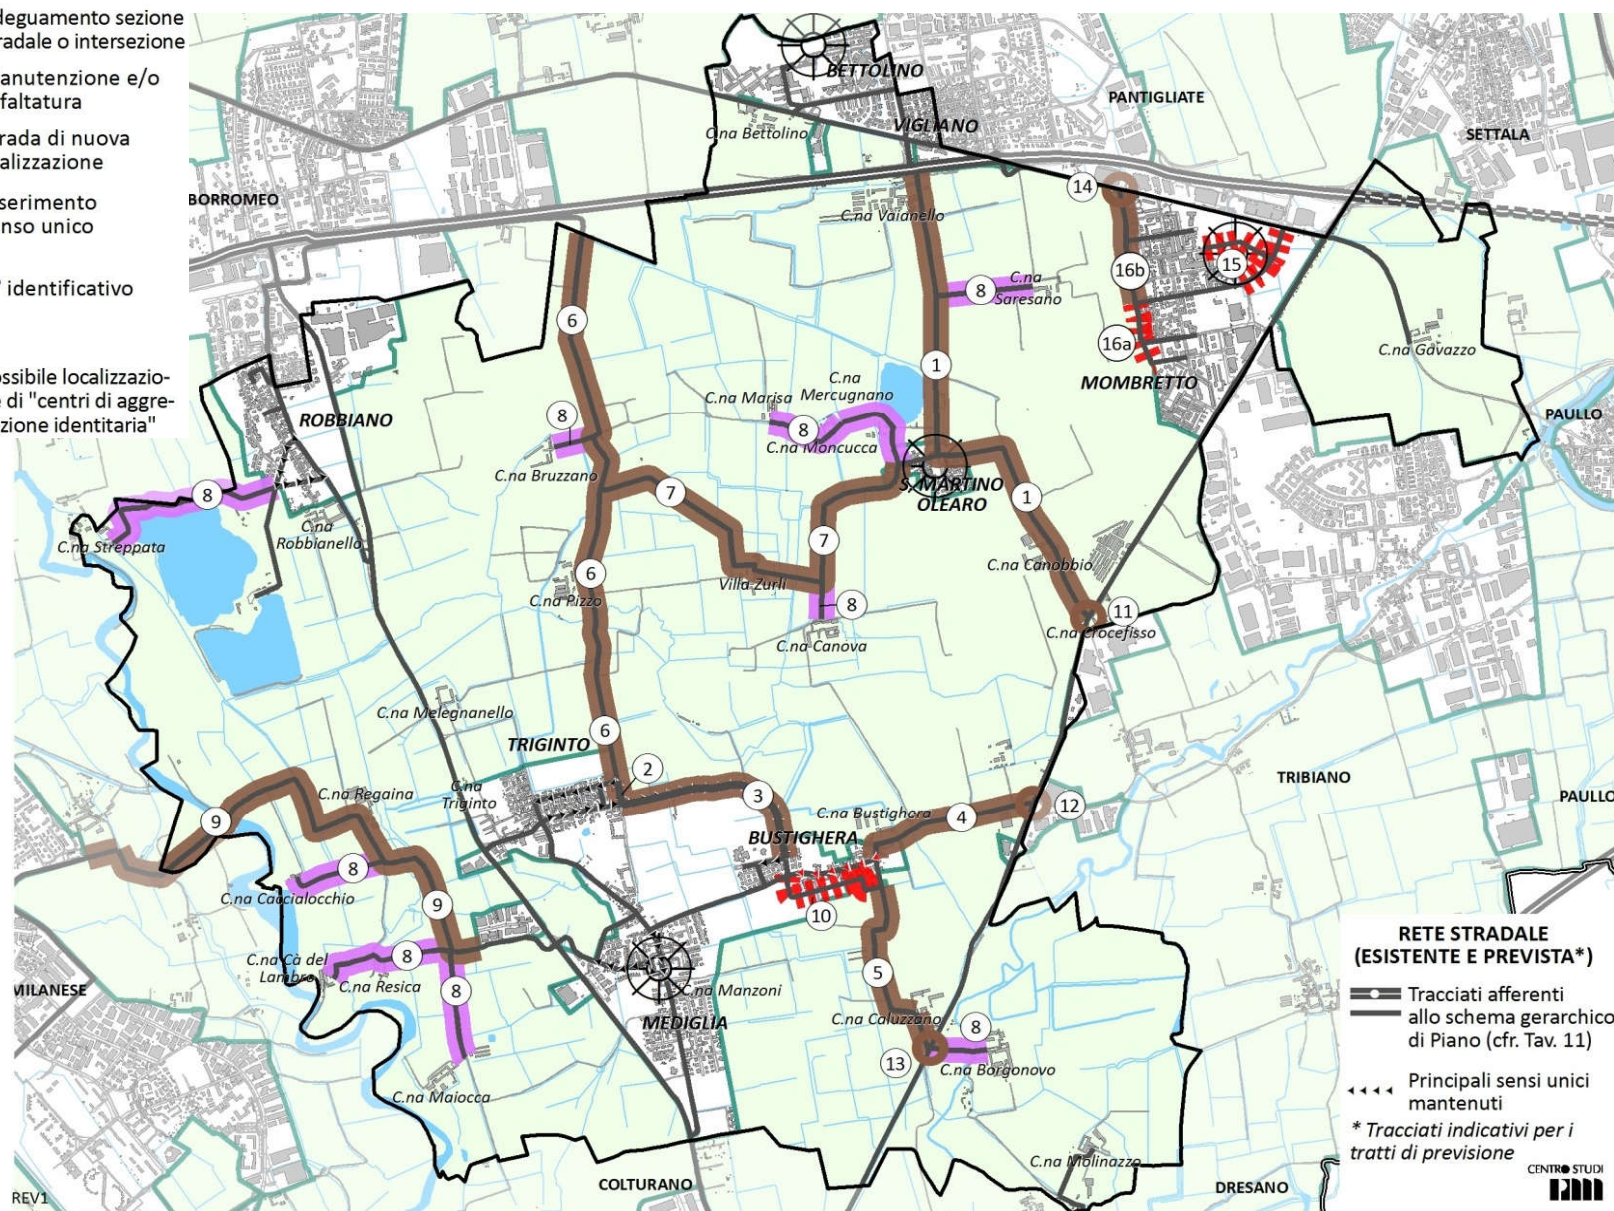 deguamento sezione
radale o intersezione
anutenzione e/o
faltatura
rada di nuova
alizzazione
serimento
nso unico
° identificativo
ossibile localizzazio-
e di "centri di aggre-
azione identitaria"
BETTOLINO
PANTIGLIATE
C.na Bettolino
VIGLIANO
SETTALA
BORROMEO
14
C.na Vaianello
16b
15
8
C.na
Saresano
6
16a
1
C.na Gavazzo
MOMBRETTO
C.na
Mercugnano
C.na Marisa
ROBBIANO
8
8
PAULLO
C.na Moncucca
C.na Bruzzano
S. MARTINO
OLEARO
8
7
1
C.na
Robbianello
C.na Streppata
7
C.na Canobbio
6
Villa Zurli
C.na Pizzo
8
11
C.na Crocefisso
C.na Canova
C.na Melegnanello
6
TRIGINTO
2
TRIBIANO
C.na
Triginto
C.na Regaina
3
PAULLO
12
C.na Bustighera
4
9
BUSTIGHERA
8
C.na Caccialocchio
9
10
C.na Cà del
Lambro
8
C.na Resica
8
5
MILANESE
C.na Manzoni
MEDIGLIA
C.na Caluzzano
8
13
C.na Borgonovo
C.na Maiocca
C.na Molinazzo
COLTURANO
DRESANO
REV1
RETE STRADALE
(ESISTENTE E PREVISTA*)
Tracciati afferenti
allo schema gerarchico
di Piano (cfr. Tav. 11)
Principali sensi unici
mantenuti
* Tracciati indicativi per i
tratti di previsione
CENTRO STUDI
PIM